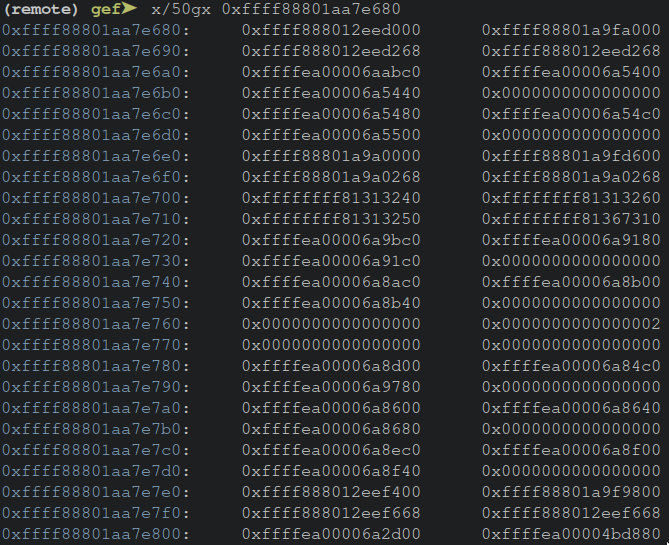 (remote) gef➤  x/50gx 0xffff88801aa7e680
0xffff88801aa7e680: 0xffff888012eed000 0xffff88801a9fa000
0xffff88801aa7e690: 0xffff888012eed268 0xffff888012eed268
0xffff88801aa7e6a0: 0xffffea00006aabc0 0xffffea00006a5400
0xffff88801aa7e6b0: 0xffffea00006a5440 0x0000000000000000
0xffff88801aa7e6c0: 0xffffea00006a5480 0xffffea00006a54c0
0xffff88801aa7e6d0: 0xffffea00006a5500 0x0000000000000000
0xffff88801aa7e6e0: 0xffff88801a9a0000 0xffff88801a9fd600
0xffff88801aa7e6f0: 0xffff88801a9a0268 0xffff88801a9a0268
0xffff88801aa7e700: 0xffffffff81313240 0xffffffff81313260
0xffff88801aa7e710: 0xffffffff81313250 0xffffffff81367310
0xffff88801aa7e720: 0xffffea00006a9bc0 0xffffea00006a9180
0xffff88801aa7e730: 0xffffea00006a91c0 0x0000000000000000
0xffff88801aa7e740: 0xffffea00006a8ac0 0xffffea00006a8b00
0xffff88801aa7e750: 0xffffea00006a8b40 0x0000000000000000
0xffff88801aa7e760: 0x0000000000000000 0x0000000000000002
0xffff88801aa7e770: 0x0000000000000000 0x0000000000000000
0xffff88801aa7e780: 0xffffea00006a8d00 0xffffea00006a84c0
0xffff88801aa7e790: 0xffffea00006a9780 0x0000000000000000
0xffff88801aa7e7a0: 0xffffea00006a8600 0xffffea00006a8640
0xffff88801aa7e7b0: 0xffffea00006a8680 0x0000000000000000
0xffff88801aa7e7c0: 0xffffea00006a8ec0 0xffffea00006a8f00
0xffff88801aa7e7d0: 0xffffea00006a8f40 0x0000000000000000
0xffff88801aa7e7e0: 0xffff888012eef400 0xffff88801a9f9800
0xffff88801aa7e7f0: 0xffff888012eef668 0xffff888012eef668
0xffff88801aa7e800: 0xffffea00006a2d00 0xffffea00004bd880